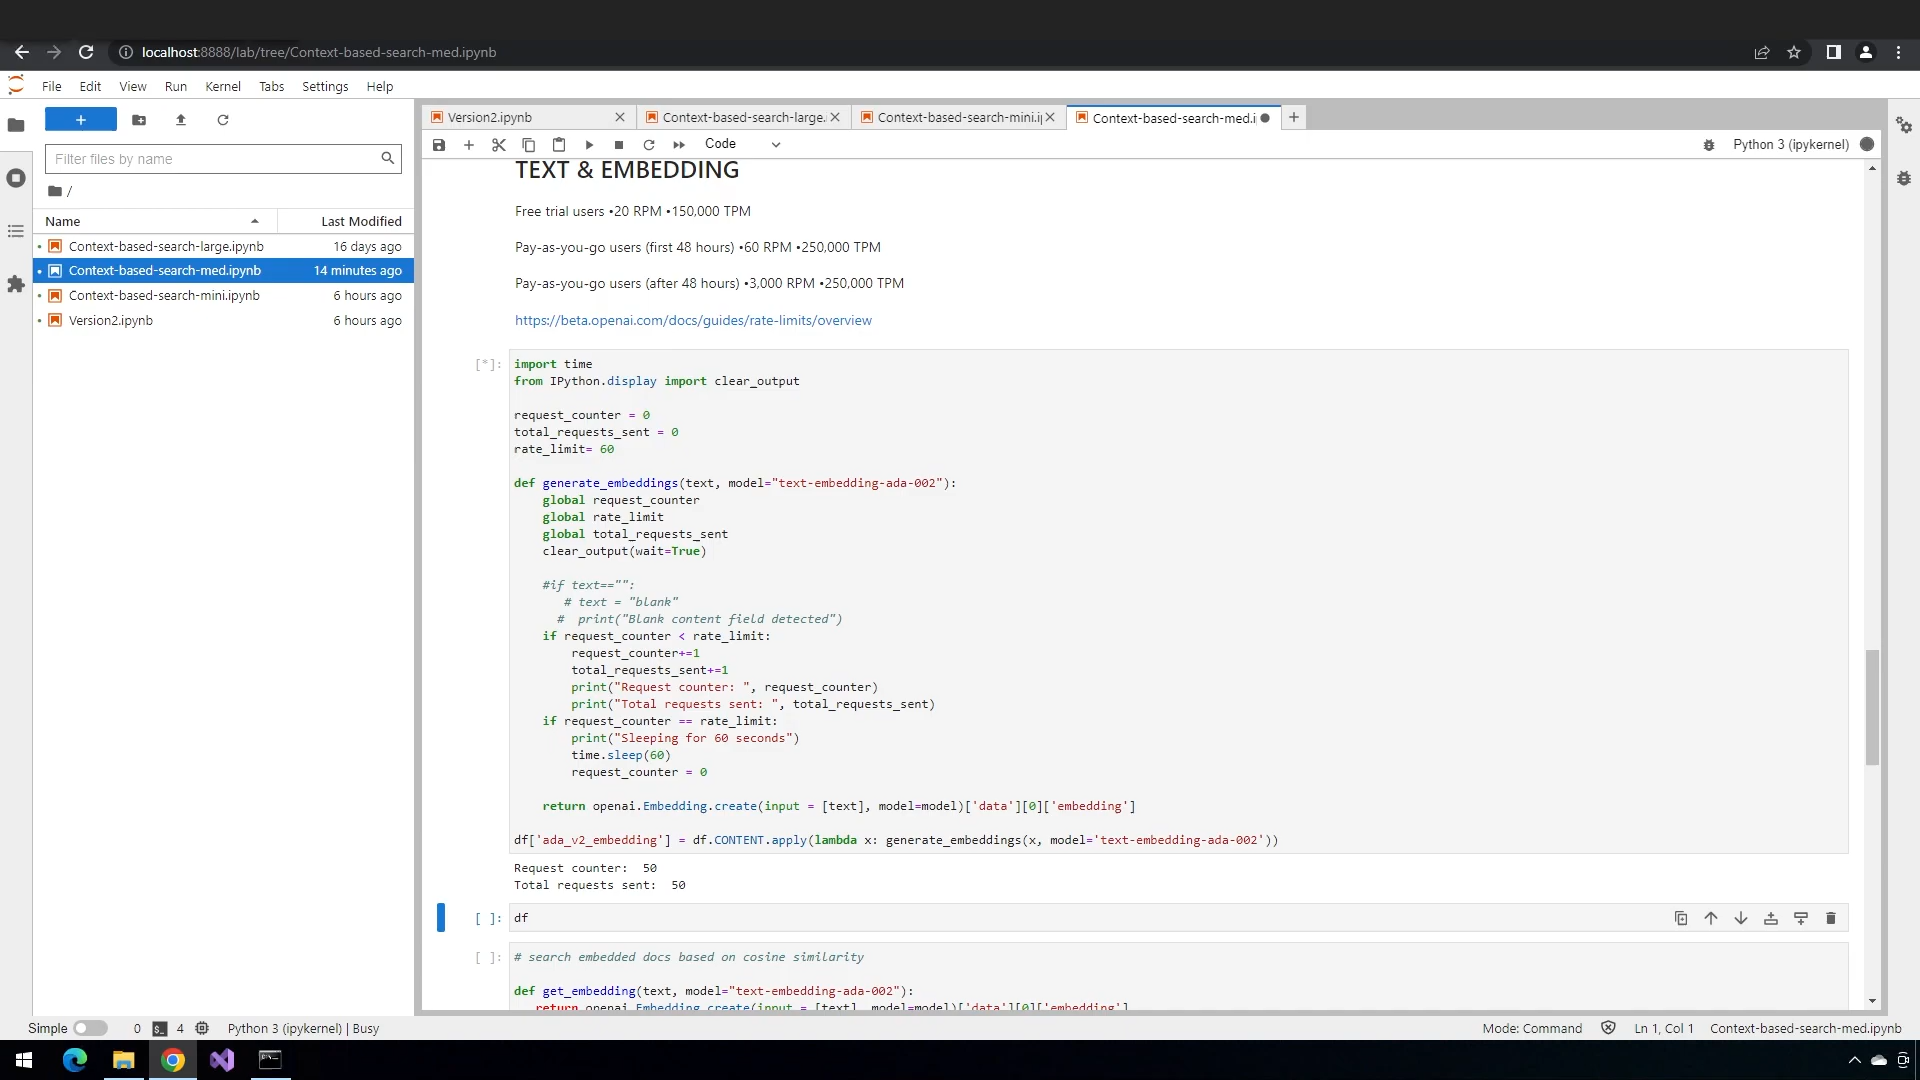 localhost:8888/lab/tree/Context-based-search-med.ipynb
File Edit View Run Kernel Tabs Settings Help
Version2.ipynb
Context-based-search-large.
Context-based-search-mini.i
Context-based-search-med.i
Code
Python 3 (ipykernel)
Filter files by name
/
Name Last Modified
Context-based-search-large.ipynb 16 days ago
Context-based-search-med.ipynb 14 minutes ago
Context-based-search-mini.ipynb 6 hours ago
Version2.ipynb 6 hours ago
TEXT & EMBEDDING
Free trial users •20 RPM •150,000 TPM
Pay-as-you-go users (first 48 hours) •60 RPM •250,000 TPM
Pay-as-you-go users (after 48 hours) •3,000 RPM •250,000 TPM
https://beta.openai.com/docs/guides/rate-limits/overview
[*]:
import time
from IPython.display import clear_output
request_counter = 0
total_requests_sent = 0
rate_limit= 60
def generate_embeddings(text, model="text-embedding-ada-002"):
global request_counter
global rate_limit
global total_requests_sent
clear_output(wait=True)
#if text=="":
# text = "blank"
#  print("Blank content field detected")
if request_counter < rate_limit:
request_counter+=1
total_requests_sent+=1
print("Request counter: ", request_counter)
print("Total requests sent: ", total_requests_sent)
if request_counter == rate_limit:
print("Sleeping for 60 seconds")
time.sleep(60)
request_counter = 0
return openai.Embedding.create(input = [text], model=model)['data'][0]['embedding']
df['ada_v2_embedding'] = df.CONTENT.apply(lambda x: generate_embeddings(x, model='text-embedding-ada-002'))
Request counter:  50
Total requests sent:  50
[ ]: df
[ ]: # search embedded docs based on cosine similarity
def get_embedding(text, model="text-embedding-ada-002"):
return openai.Embedding.create(input = [text], model=model)['data'][0]['embedding']
Simple 0 4 Python 3 (ipykernel) | Busy
Mode: Command Ln 1, Col 1 Context-based-search-med.ipynb